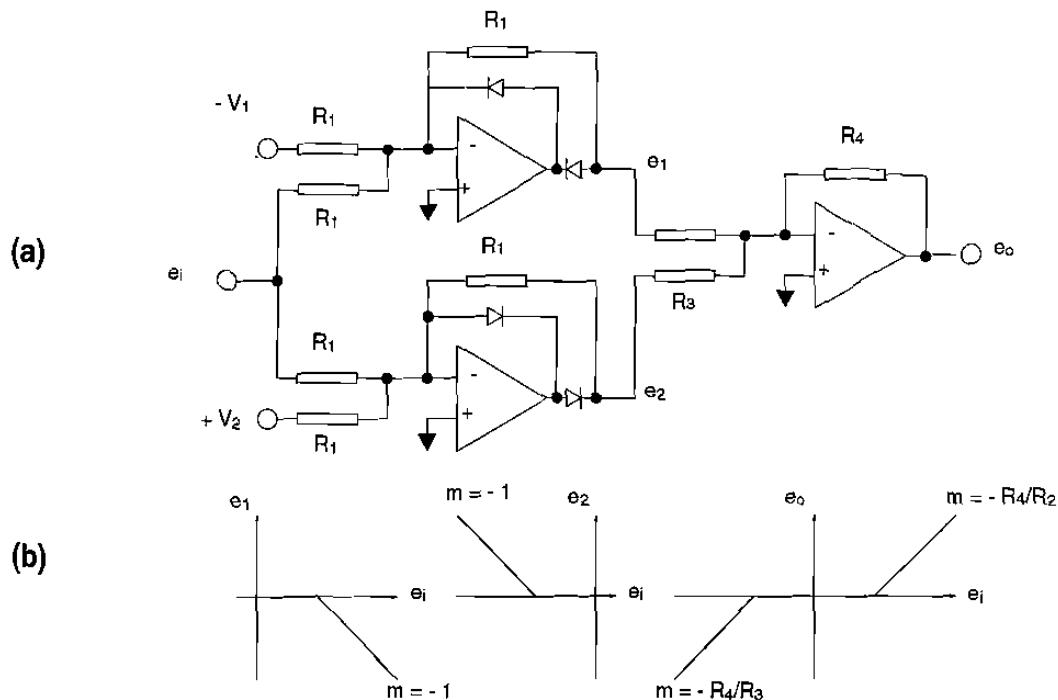 R1
- V1
R1
R1
-
+
e1
R4
(a)
ei
R1
R3
-
+
eo
R1
+ V2
R1
-
+
e2
(b)
e1
m = - 1
e2
eo
m = - R4/R2
ei
ei
ei
m = - 1
m = - R4/R3